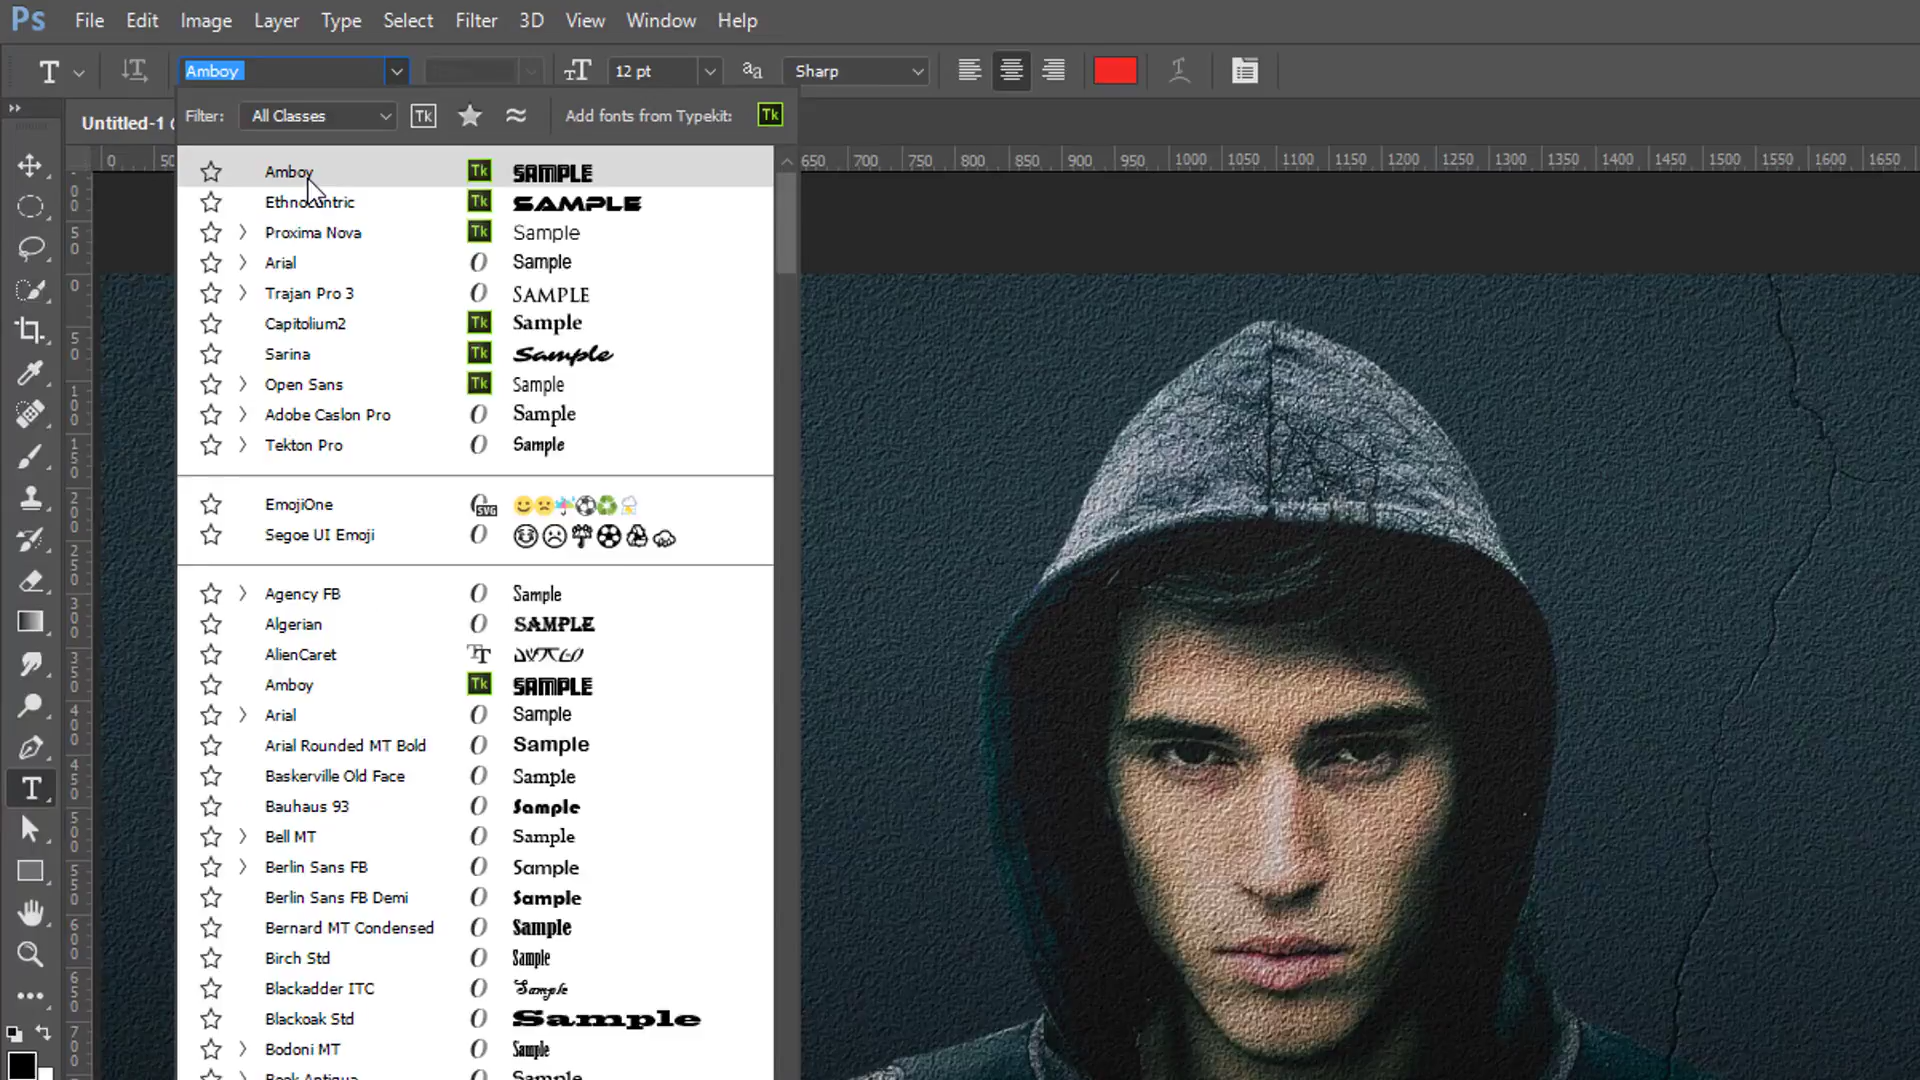 Ps File Edit Image Layer Type Select Filter 3D View Window Help
T Amboy 12 pt aa Sharp
Filter: All Classes Tk Add fonts from Typekit: Tk
Untitled-1
0 50 650 700 750 800 850 900 950 1000 1050 1100 1150 1200 1250 1300 1350 1400 1450 1500 1550 1600 1650
Amboy Tk SAMPLE
Ethnocentric Tk SAMPLE
Proxima Nova Tk Sample
Arial O Sample
Trajan Pro 3 O SAMPLE
Capitolium2 Tk Sample
Sarina Tk Sample
Open Sans Tk Sample
Adobe Caslon Pro O Sample
Tekton Pro O Sample
EmojiOne O SVG
Segoe UI Emoji O
Agency FB O Sample
Algerian O SAMPLE
AlienCaret TT
Amboy Tk SAMPLE
Arial O Sample
Arial Rounded MT Bold O Sample
Baskerville Old Face O Sample
Bauhaus 93 O Sample
Bell MT O Sample
Berlin Sans FB O Sample
Berlin Sans FB Demi O Sample
Bernard MT Condensed O Sample
Birch Std O Sample
Blackadder ITC O Sample
Blackoak Std O Sample
Bodoni MT O Sample
Book Antiqua O Sample